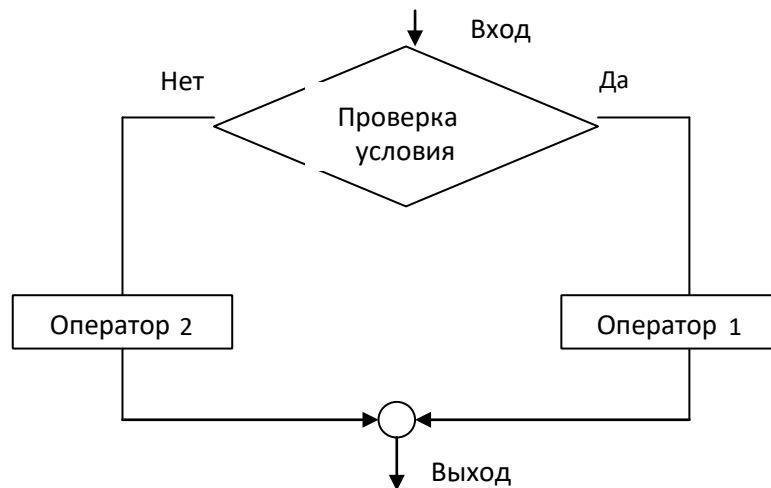 Вход
Нет
Да
Проверка
условия
Оператор 2
Оператор 1
Выход